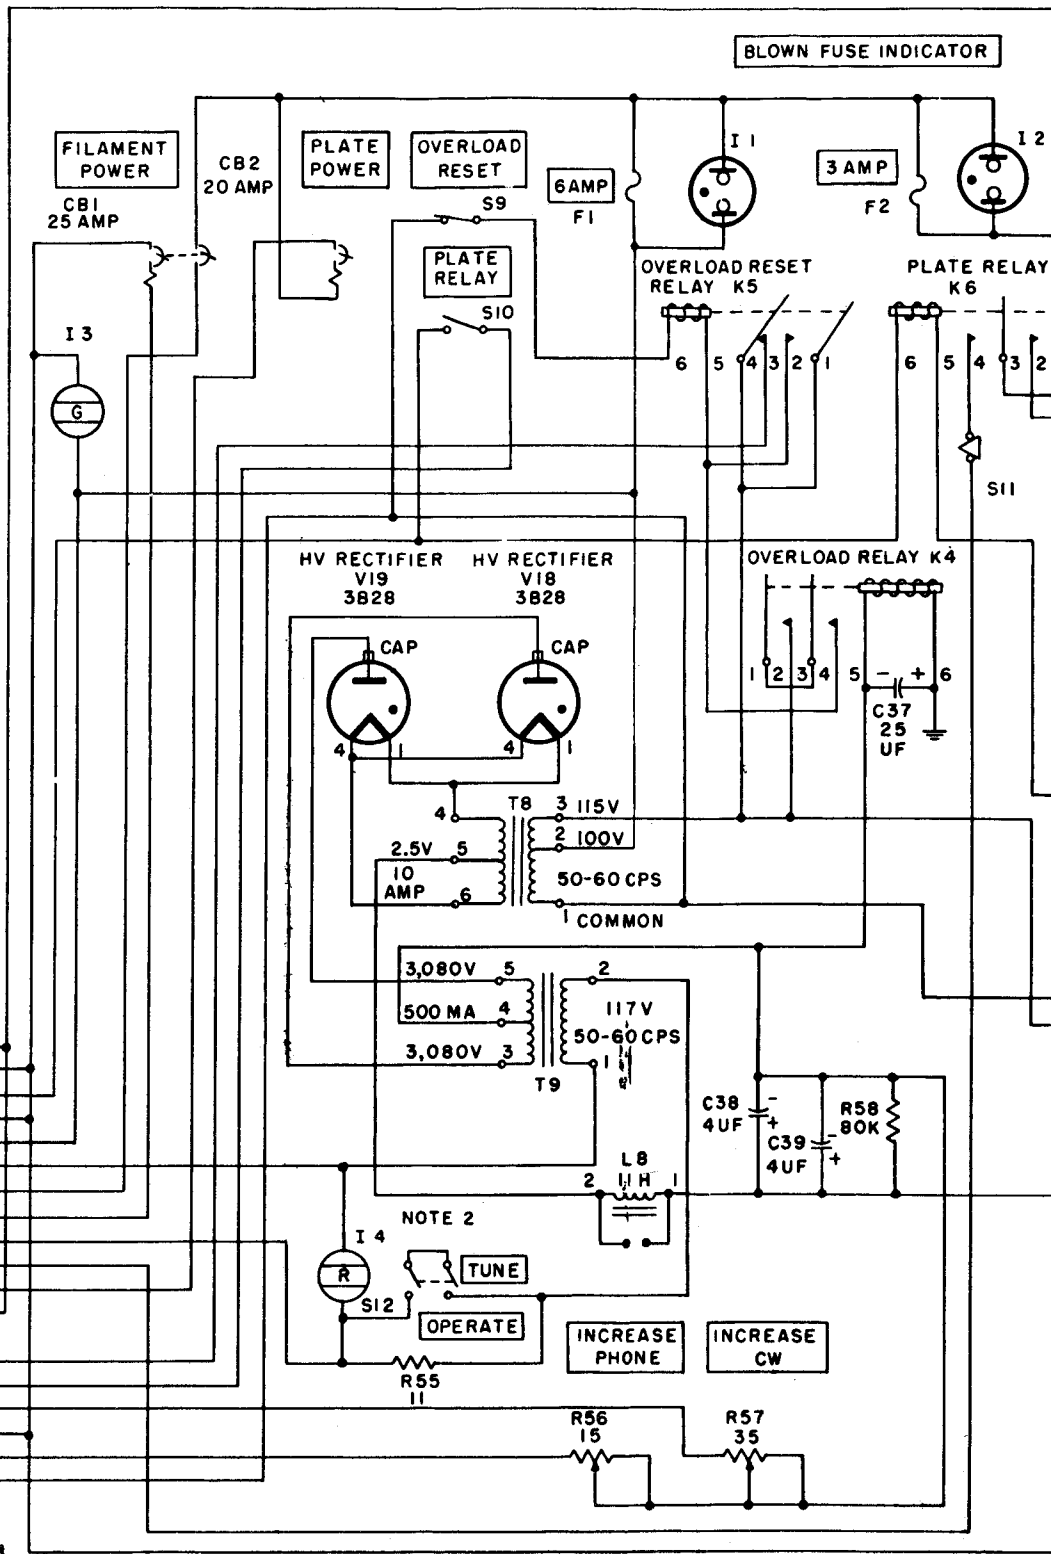 BLOWN FUSE INDICATOR
FILAMENT
POWER
CB1
25 AMP
CB2
20 AMP
PLATE
POWER
OVERLOAD
RESET
S9
PLATE
RELAY
S10
6 AMP
F1
I 1
3 AMP
F2
I 2
OVERLOAD RESET
RELAY K5
6 5 4 3 2 1
PLATE RELAY
K6
6 5 4 3 2
I 3
G
S11
HV RECTIFIER
V19
3B28
HV RECTIFIER
V18
3B28
CAP
CAP
4 1
4 1
OVERLOAD RELAY K4
1 2 3 4 5 6
- +
C37
25
UF
4 T8 3 115V
2.5V 5 2 100V
10
AMP
50-60 CPS
6 1 COMMON
3,080V 5 2
500 MA 4 117V
50-60 CPS
3,080V 3 1
T9
C38
4UF
-
+
C39
4UF
-
+
R58
80K
L8
11 H
2 1
NOTE 2
I 4
R
S12
TUNE
OPERATE
R55
11
INCREASE
PHONE
INCREASE
CW
R56
15
R57
35